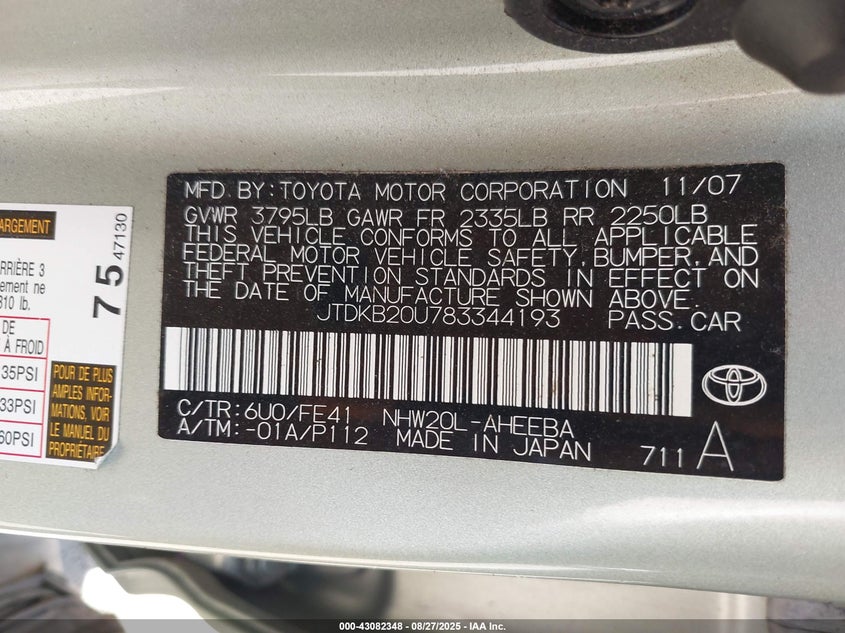 MFD.BY:TOYOTA MOTOR CORPORATION 11/07
GVWR 3795LB GAWR FR 2335LB RR 2250LB
THIS VEHICLE CONFORMS TO ALL APPLICABLE
FEDERAL MOTOR VEHICLE SAFETY, BUMPER, AND
THEFT PREVENTION STANDARDS IN EFFECT ON
THE DATE OF MANUFACTURE SHOWN ABOVE.
JTDKB20U783344193 PASS.CAR
C/TR:6U0/FE41 NHW20L-AHEEBA
A/TM:-01A/P112 MADE IN JAPAN 711 A
ARGEMENT
RRIÈRE 3
ement ne
310 lb.
DE
À FROID
35PSI
33PSI
60PSI
75 47130
POUR DE PLUS
AMPLES INFOR-
MATIONS, VOIR
LE MANUEL DU
PROPRIÉTAIRE
000-43082348 | 08/27/2025 | IAA Inc.